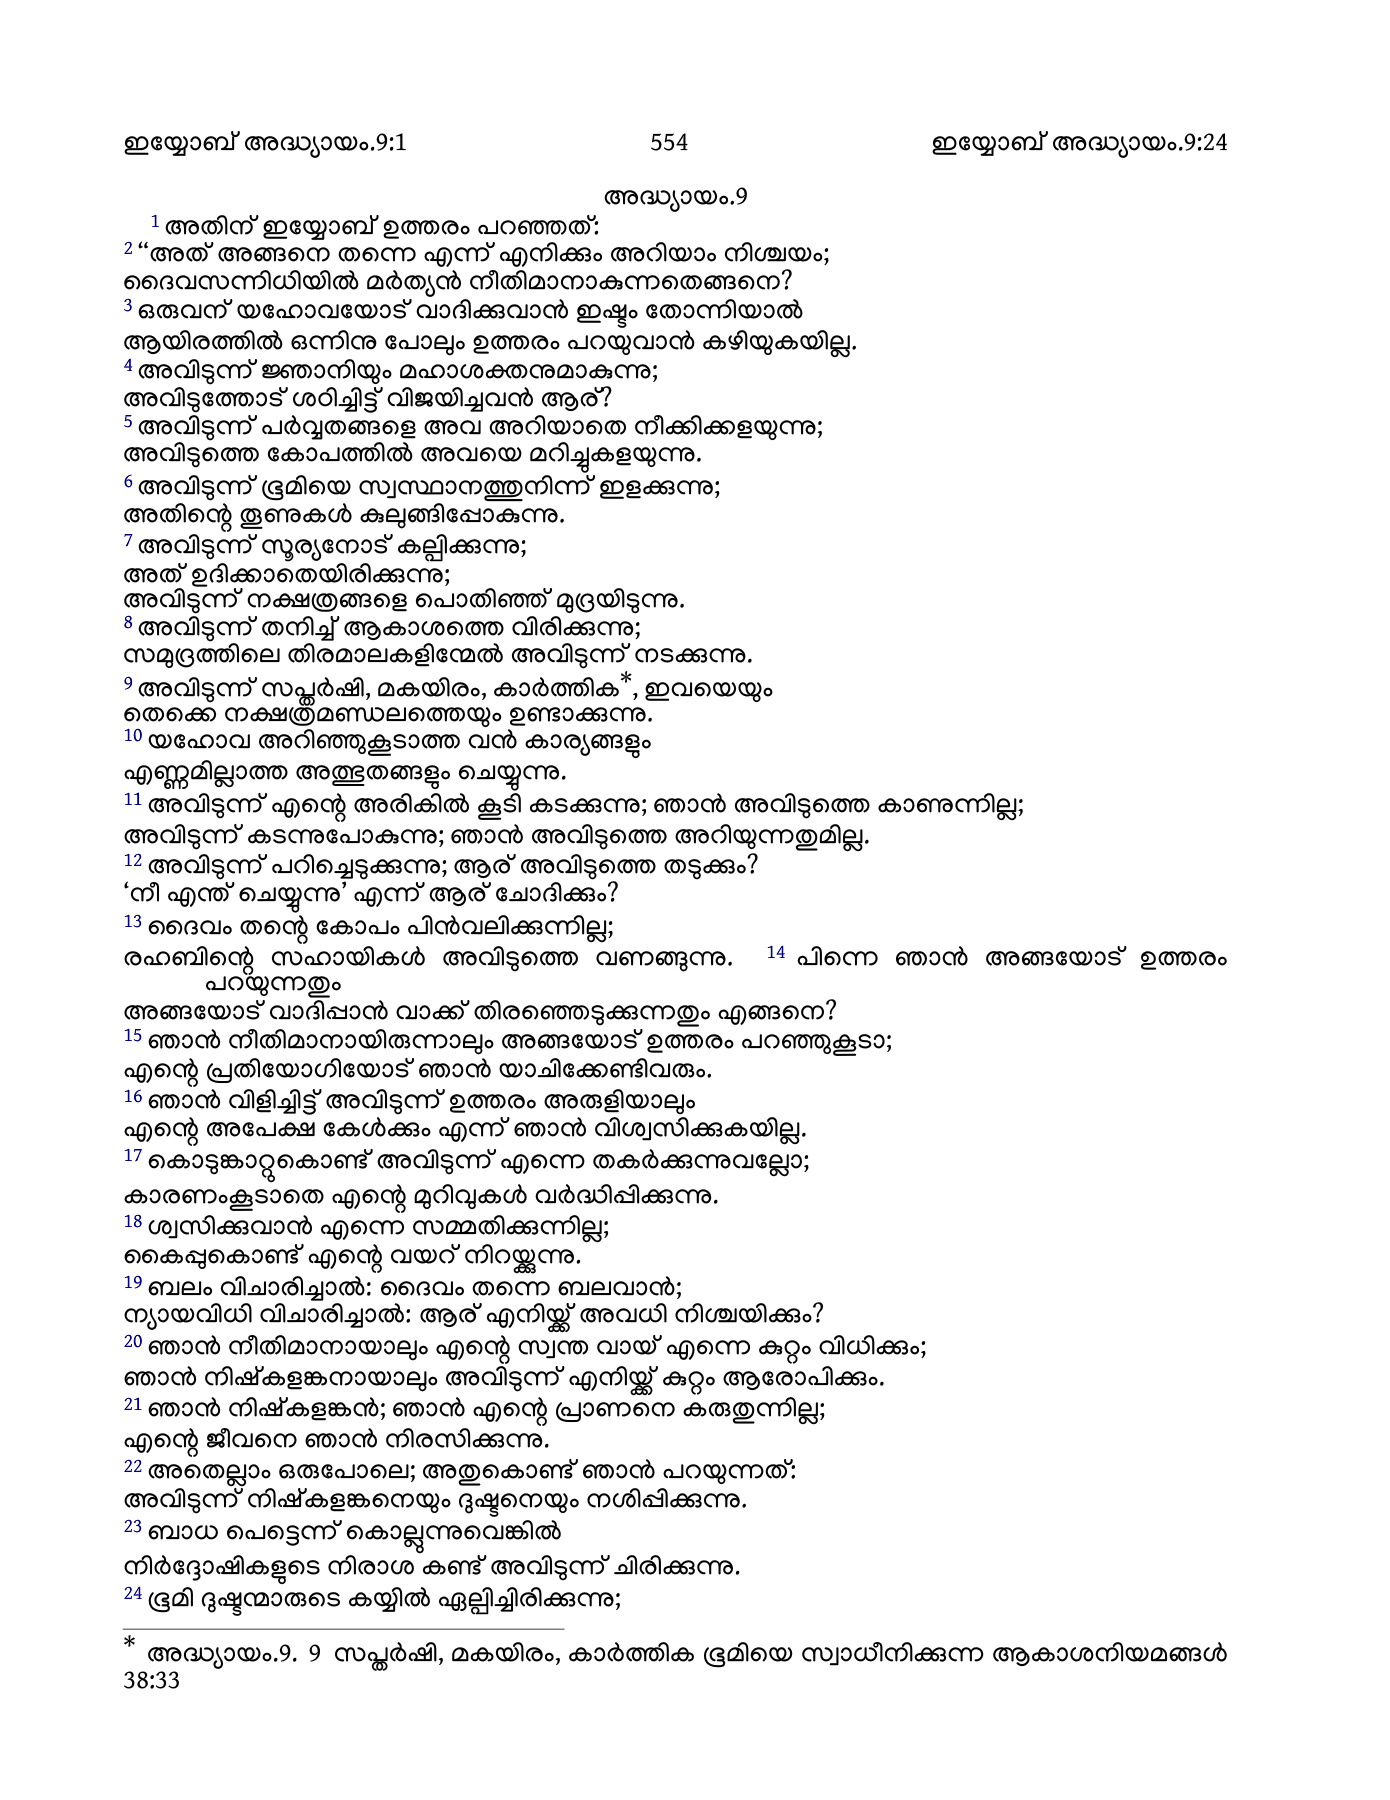 ഇയ്യോബ് അദ്ധ്യായം.9:1 554 ഇയ്യോബ് അദ്ധ്യായം.9:24
അദ്ധ്യായം.9
1 അതിന് ഇയ്യോബ് ഉത്തരം പറഞ്ഞത്:
2 “അത് അങ്ങനെ തന്നെ എന്ന് എനിക്കും അറിയാം നിശ്ചയം;
ദൈവസന്നിധിയിൽ മർത്യൻ നീതിമാനാകുന്നതെങ്ങനെ?
3 ഒരുവന് യഹോവയോട് വാദിക്കുവാൻ ഇഷ്ടം തോന്നിയാൽ
ആയിരത്തിൽ ഒന്നിനു പോലും ഉത്തരം പറയുവാൻ കഴിയുകയില്ല.
4 അവിടുന്ന് ജ്ഞാനിയും മഹാശക്തനുമാകുന്നു;
അവിടുത്തോട് ശഠിച്ചിട്ട് വിജയിച്ചവൻ ആര്?
5 അവിടുന്ന് പർവ്വതങ്ങളെ അവ അറിയാതെ നീക്കിക്കളയുന്നു;
അവിടുത്തെ കോപത്തിൽ അവയെ മറിച്ചുകളയുന്നു.
6 അവിടുന്ന് ഭൂമിയെ സ്വസ്ഥാനത്തുനിന്ന് ഇളക്കുന്നു;
അതിന്റെ തൂണുകൾ കുലുങ്ങിപ്പോകുന്നു.
7 അവിടുന്ന് സൂര്യനോട് കല്പിക്കുന്നു;
അത് ഉദിക്കാതെയിരിക്കുന്നു;
അവിടുന്ന് നക്ഷത്രങ്ങളെ പൊതിഞ്ഞ് മുദ്രയിടുന്നു.
8 അവിടുന്ന് തനിച്ച് ആകാശത്തെ വിരിക്കുന്നു;
സമുദ്രത്തിലെ തിരമാലകളിന്മേൽ അവിടുന്ന് നടക്കുന്നു.
9 അവിടുന്ന് സപ്തർഷി, മകയിരം, കാർത്തിക*, ഇവയെയും
തെക്കെ നക്ഷത്രമണ്ഡലത്തെയും ഉണ്ടാക്കുന്നു.
10 യഹോവ അറിഞ്ഞുകൂടാത്ത വൻ കാര്യങ്ങളും
എണ്ണമില്ലാത്ത അത്ഭുതങ്ങളും ചെയ്യുന്നു.
11 അവിടുന്ന് എന്റെ അരികിൽ കൂടി കടക്കുന്നു; ഞാൻ അവിടുത്തെ കാണുന്നില്ല;
അവിടുന്ന് കടന്നുപോകുന്നു; ഞാൻ അവിടുത്തെ അറിയുന്നതുമില്ല.
12 അവിടുന്ന് പറിച്ചെടുക്കുന്നു; ആര് അവിടുത്തെ തടുക്കും?
‘നീ എന്ത് ചെയ്യുന്നു’ എന്ന് ആര് ചോദിക്കും?
13 ദൈവം തന്റെ കോപം പിൻവലിക്കുന്നില്ല;
രഹബിന്റെ സഹായികൾ അവിടുത്തെ വണങ്ങുന്നു. 14 പിന്നെ ഞാൻ അങ്ങയോട് ഉത്തരം
പറയുന്നതും
അങ്ങയോട് വാദിപ്പാൻ വാക്ക് തിരഞ്ഞെടുക്കുന്നതും എങ്ങനെ?
15 ഞാൻ നീതിമാനായിരുന്നാലും അങ്ങയോട് ഉത്തരം പറഞ്ഞുകൂടാ;
എന്റെ പ്രതിയോഗിയോട് ഞാൻ യാചിക്കേണ്ടിവരും.
16 ഞാൻ വിളിച്ചിട്ട് അവിടുന്ന് ഉത്തരം അരുളിയാലും
എന്റെ അപേക്ഷ കേൾക്കും എന്ന് ഞാൻ വിശ്വസിക്കുകയില്ല.
17 കൊടുങ്കാറ്റുകൊണ്ട് അവിടുന്ന് എന്നെ തകർക്കുന്നുവല്ലോ;
കാരണംകൂടാതെ എന്റെ മുറിവുകൾ വർദ്ധിപ്പിക്കുന്നു.
18 ശ്വസിക്കുവാൻ എന്നെ സമ്മതിക്കുന്നില്ല;
കൈപ്പുകൊണ്ട് എന്റെ വയറ് നിറയ്ക്കുന്നു.
19 ബലം വിചാരിച്ചാൽ: ദൈവം തന്നെ ബലവാൻ;
ന്യായവിധി വിചാരിച്ചാൽ: ആര് എനിയ്ക്ക് അവധി നിശ്ചയിക്കും?
20 ഞാൻ നീതിമാനായാലും എന്റെ സ്വന്ത വായ് എന്നെ കുറ്റം വിധിക്കും;
ഞാൻ നിഷ്കളങ്കനായാലും അവിടുന്ന് എനിയ്ക്ക് കുറ്റം ആരോപിക്കും.
21 ഞാൻ നിഷ്കളങ്കൻ; ഞാൻ എന്റെ പ്രാണനെ കരുതുന്നില്ല;
എന്റെ ജീവനെ ഞാൻ നിരസിക്കുന്നു.
22 അതെല്ലാം ഒരുപോലെ; അതുകൊണ്ട് ഞാൻ പറയുന്നത്:
അവിടുന്ന് നിഷ്കളങ്കനെയും ദുഷ്ടനെയും നശിപ്പിക്കുന്നു.
23 ബാധ പെട്ടെന്ന് കൊല്ലുന്നുവെങ്കിൽ
നിർദ്ദോഷികളുടെ നിരാശ കണ്ട് അവിടുന്ന് ചിരിക്കുന്നു.
24 ഭൂമി ദുഷ്ടന്മാരുടെ കയ്യിൽ ഏല്പിച്ചിരിക്കുന്നു;
* അദ്ധ്യായം.9. 9 സപ്തർഷി, മകയിരം, കാർത്തിക ഭൂമിയെ സ്വാധീനിക്കുന്ന ആകാശനിയമങ്ങൾ
38:33